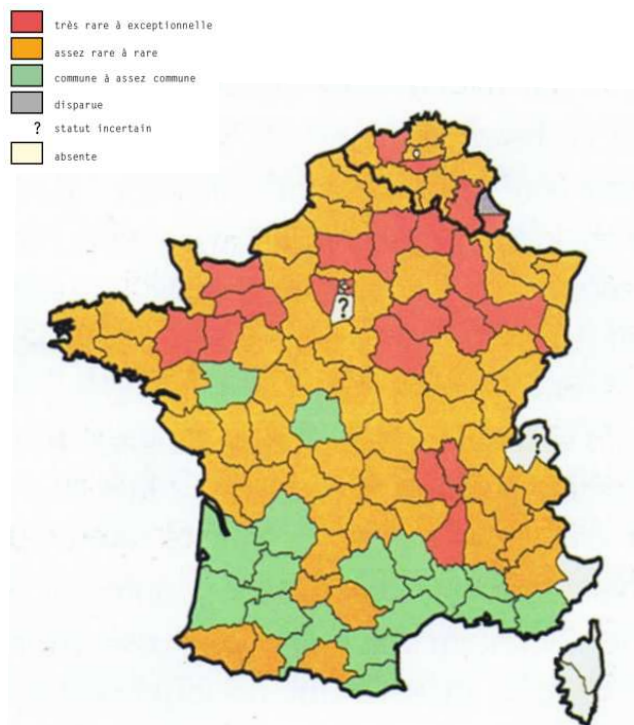 très rare à exceptionnelle
assez rare à rare
commune à assez commune
disparue
? statut incertain
absente
?
?